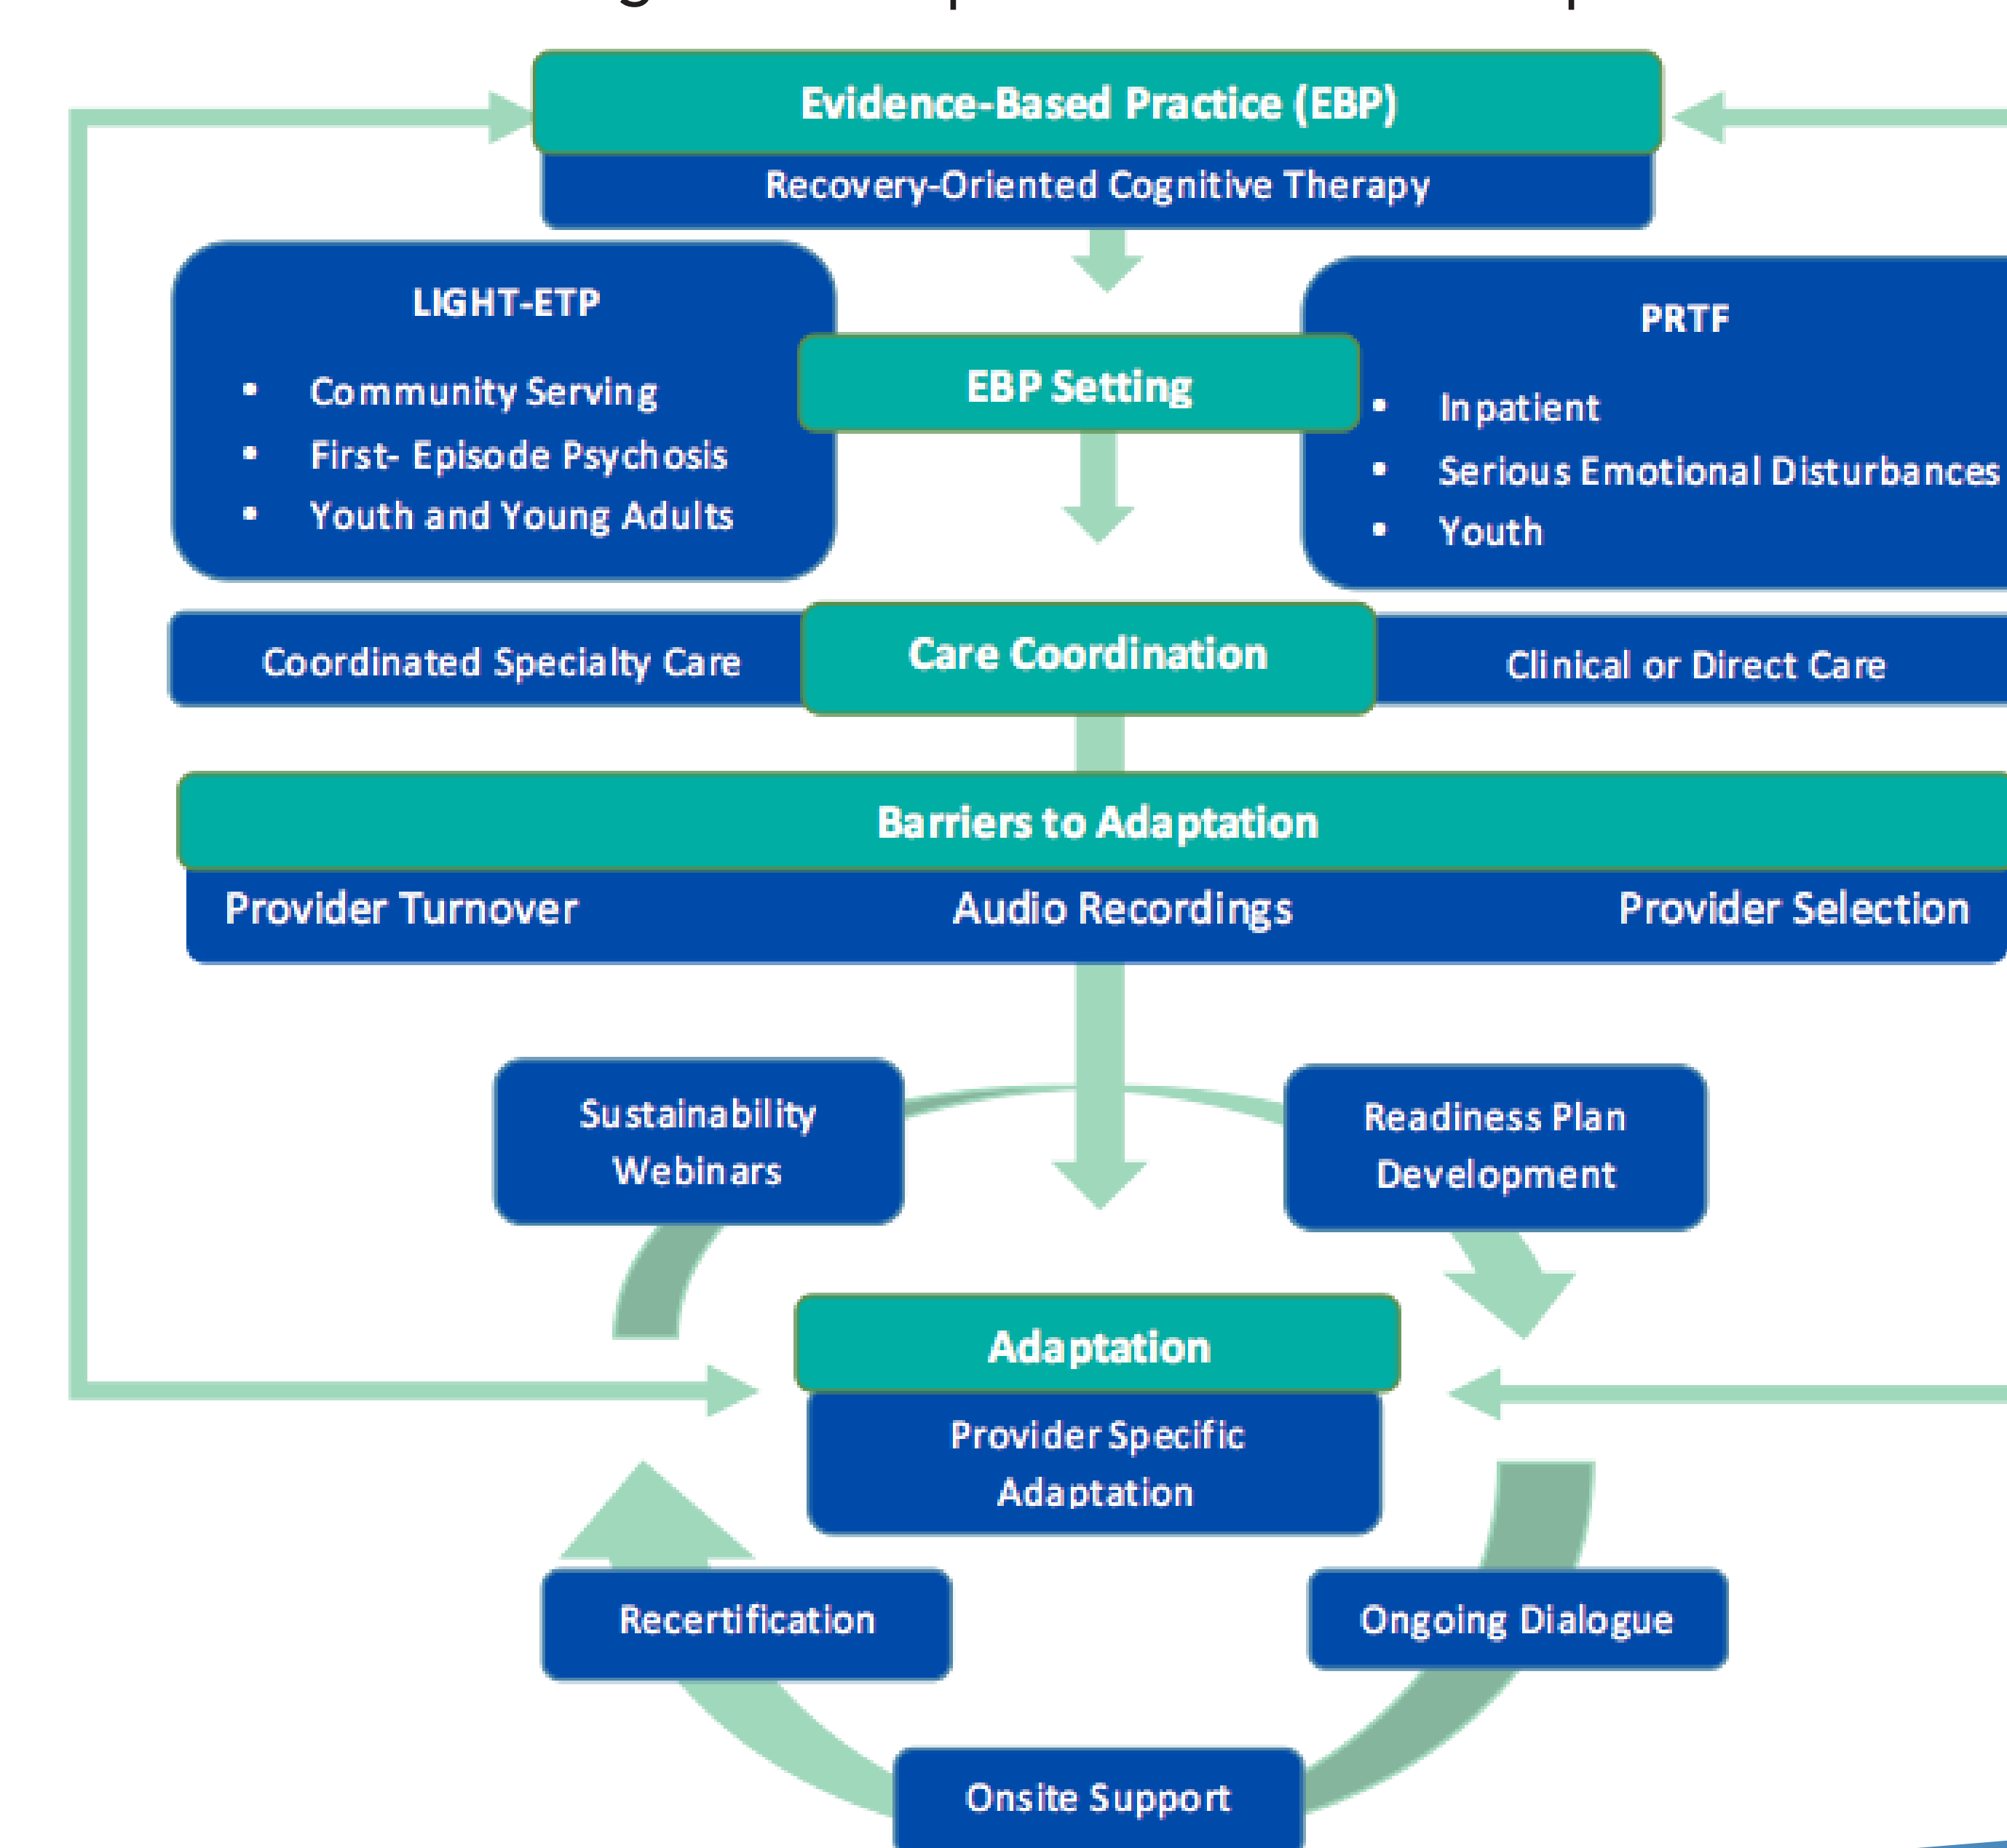 Evidence-Based Practice (EBP)
Recovery-Oriented Cognitive Therapy
LIGHT-ETP
• Community Serving
• First- Episode Psychosis
• Youth and Young Adults
EBP Setting
PRTF
• Inpatient
• Serious Emotional Disturbances
• Youth
Coordinated Specialty Care
Care Coordination
Clinical or Direct Care
Barriers to Adaptation
Provider Turnover
Audio Recordings
Provider Selection
Sustainability
Webinars
Readiness Plan
Development
Adaptation
Provider Specific
Adaptation
Recertification
Ongoing Dialogue
Onsite Support